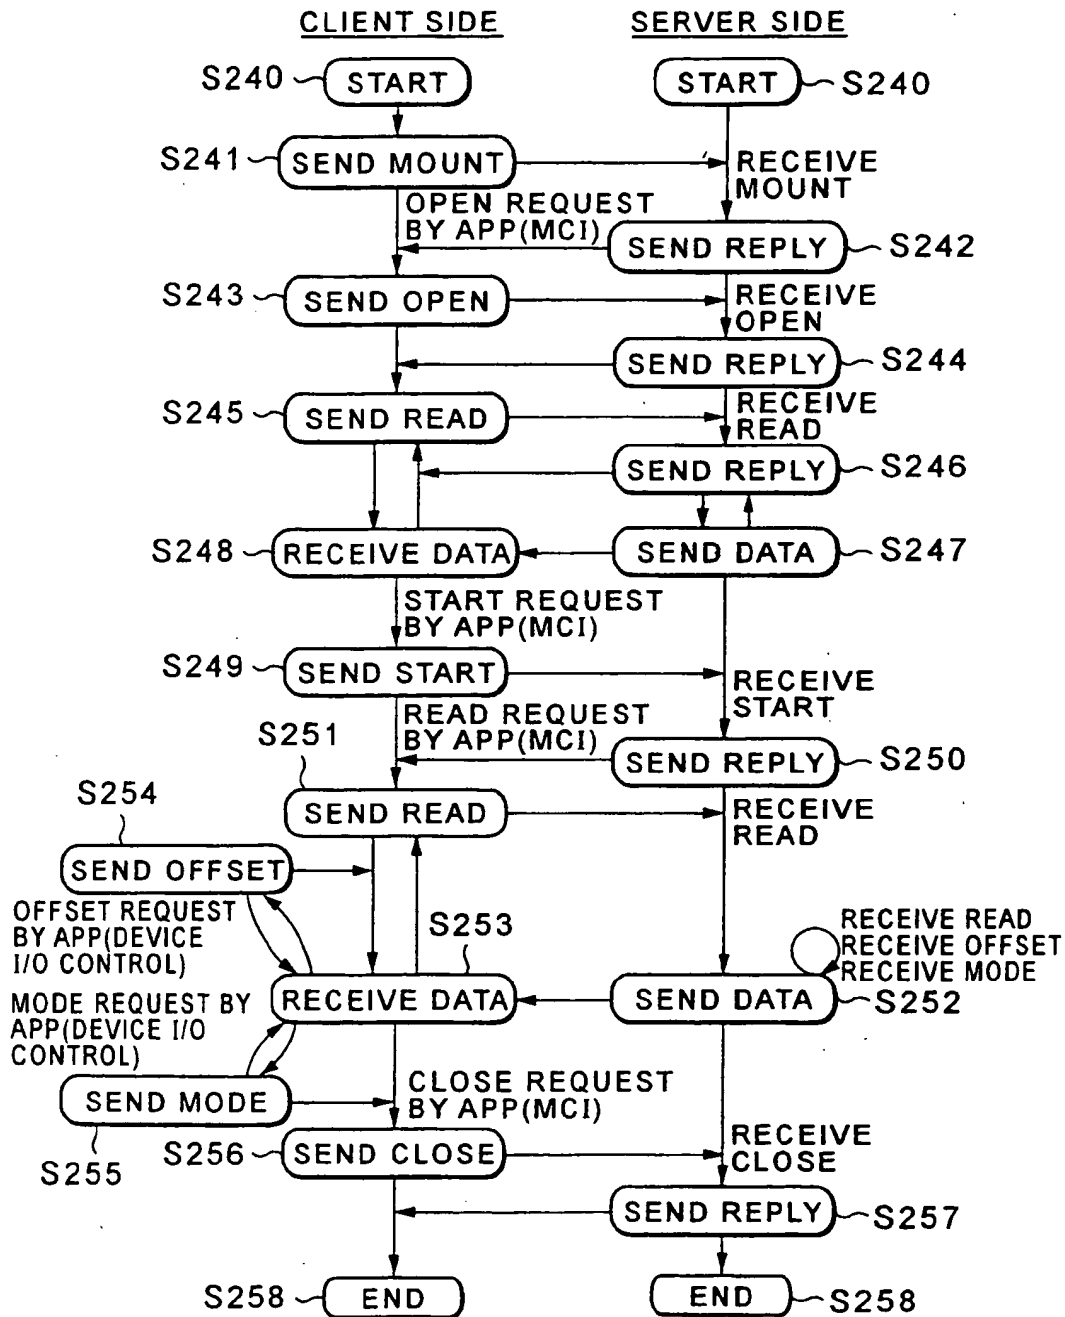 CLIENT SIDE
SERVER SIDE
S240
START
START
S240
S241
SEND MOUNT
RECEIVE
MOUNT
OPEN REQUEST
BY APP(MCI)
SEND REPLY
S242
S243
SEND OPEN
RECEIVE
OPEN
SEND REPLY
S244
S245
SEND READ
RECEIVE
READ
SEND REPLY
S246
S248
RECEIVE DATA
SEND DATA
S247
START REQUEST
BY APP(MCI)
S249
SEND START
RECEIVE
START
S251
READ REQUEST
BY APP(MCI)
SEND REPLY
S250
S254
SEND READ
RECEIVE
READ
SEND OFFSET
OFFSET REQUEST
BY APP(DEVICE
I/O CONTROL)
S253
RECEIVE READ
RECEIVE OFFSET
RECEIVE MODE
RECEIVE DATA
SEND DATA
S252
MODE REQUEST BY
APP(DEVICE I/O
CONTROL)
SEND MODE
CLOSE REQUEST
BY APP(MCI)
S255
S256
SEND CLOSE
RECEIVE
CLOSE
SEND REPLY
S257
S258
END
END
S258